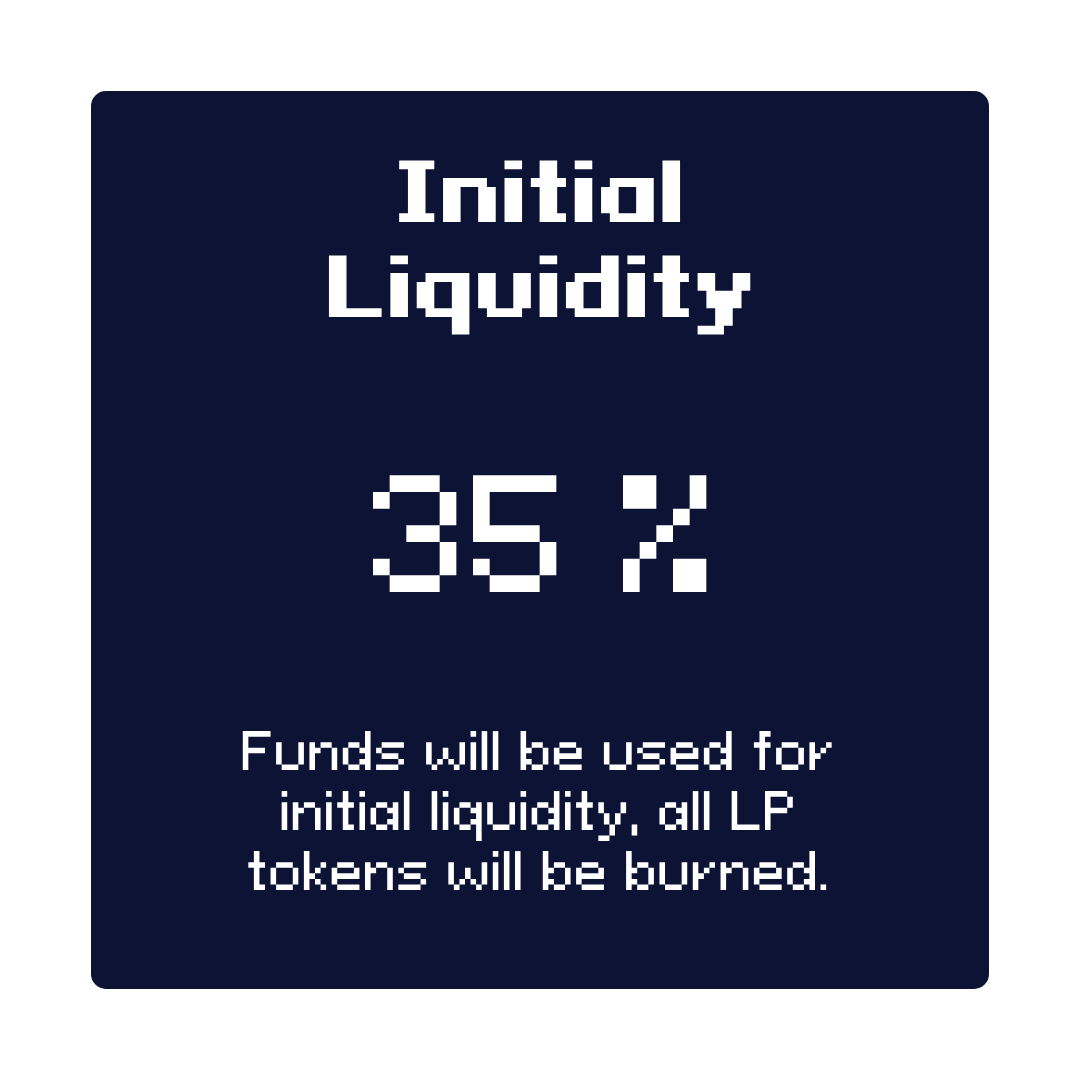 Initial
Liquidity
35 %
Funds will be used for
initial liquidity, all LP
tokens will be burned.